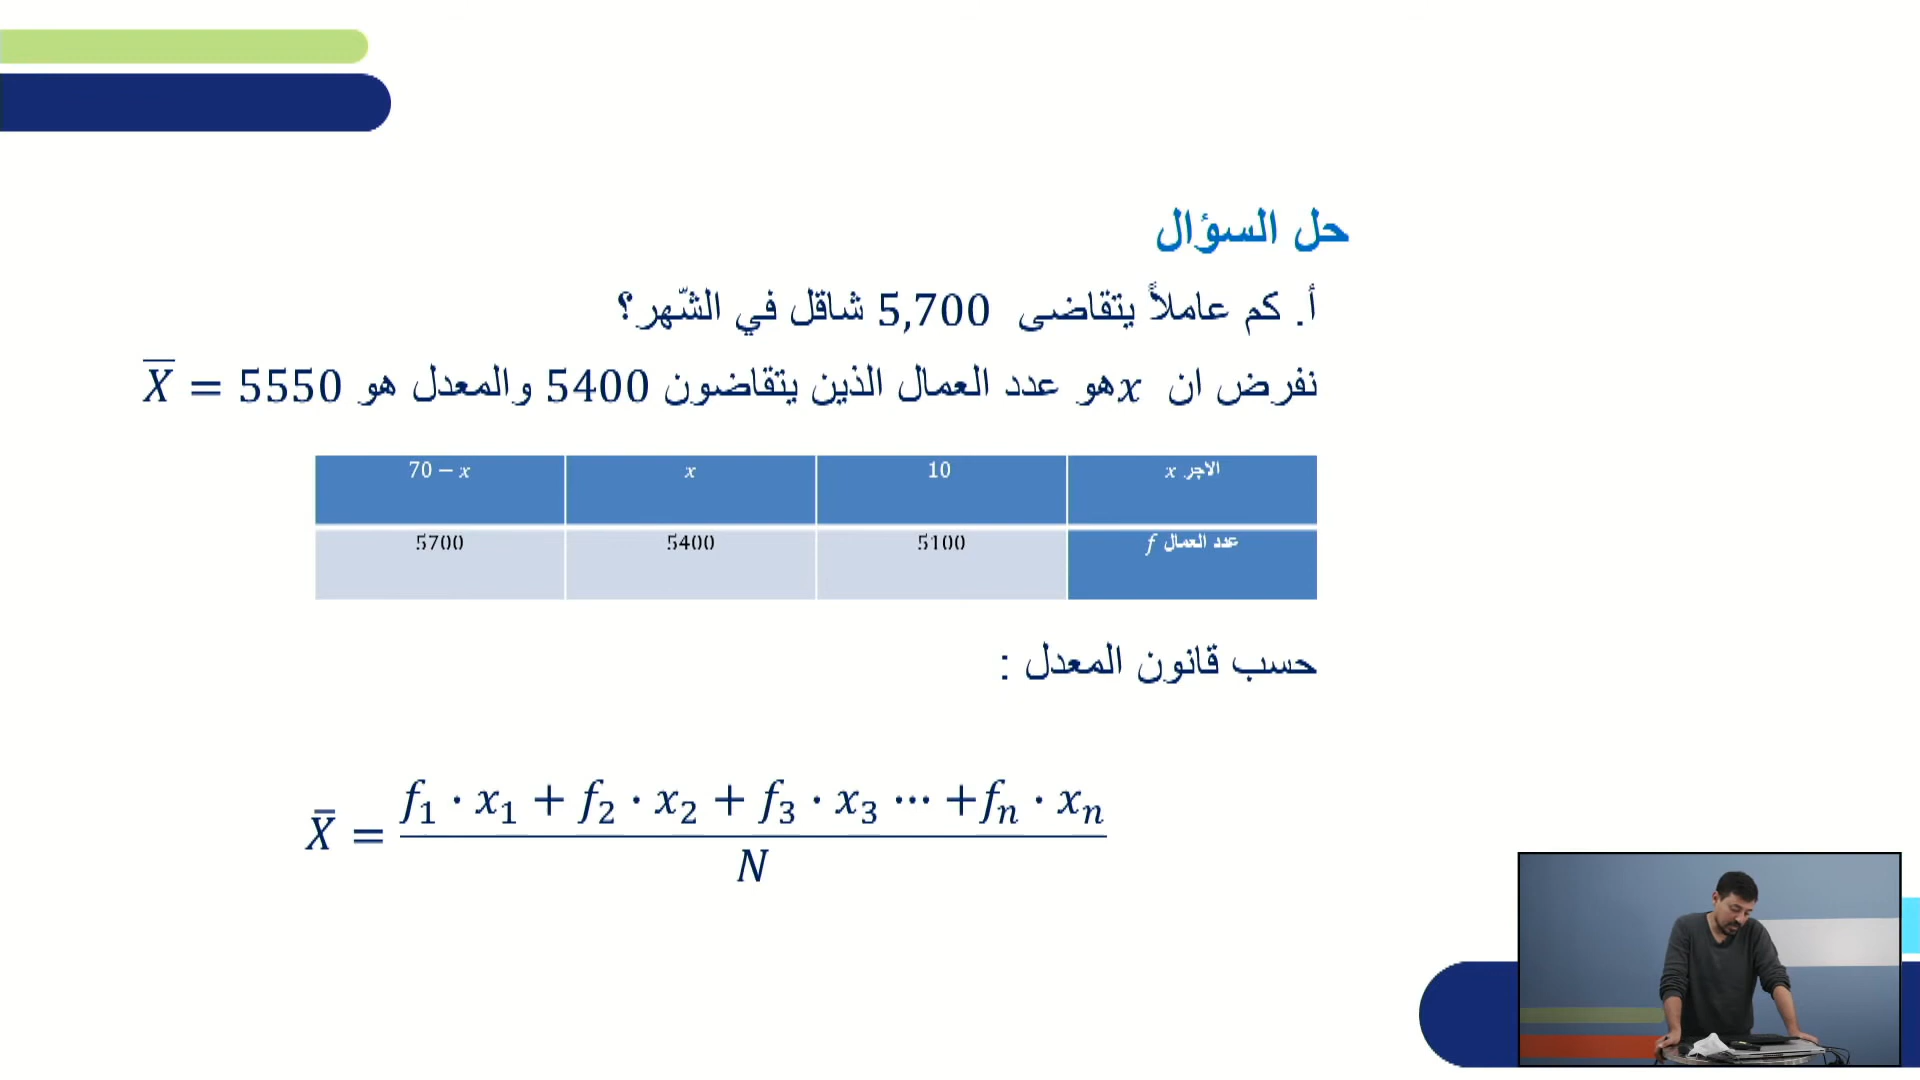 حل السؤال
أ. كم عاملاً يتقاضى 5,700 شاقل في الشّهر؟
نفرض ان x هو عدد العمال الذين يتقاضون 5400 والمعدل هو X̅ = 5550
الاجر x 10 x 70 − x
عدد العمال f 5100 5400 5700
حسب قانون المعدل :
X̅ = (f₁ · x₁ + f₂ · x₂ + f₃ · x₃ ⋯ +fₙ · xₙ) / N